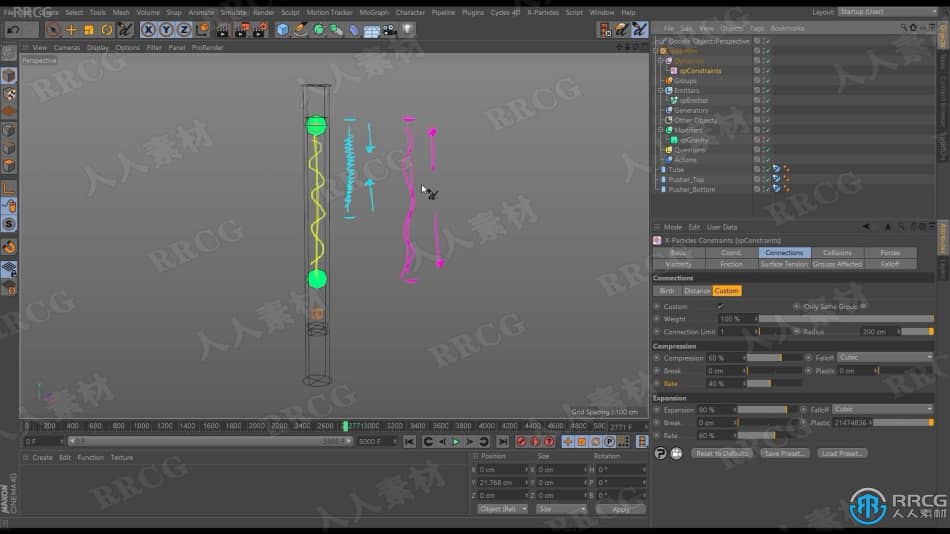 File Create Select Tools Mesh Volume Snap Animate Simulate Render Sculpt Motion Tracker MoGraph Character Pipeline Plugins Cycles 4D X-Particles Script Window Help
Layout: Startup (User)
View Cameras Display Options Filter Panel ProRender
Perspective
Grid Spacing : 100 cm
File Edit View Objects Tags Bookmarks
Doodle Object:Perspective
Dynamics
xpConstraints
Groups
Emitters
xpEmitter
Generators
Other Objects
Modifiers
xpGravity
Questions
Actions
Tube
Pusher_Top
Pusher_Bottom
Mode Edit User Data
X-Particles Constraints [xpConstraints]
Basic Coord. Connections Collisions Forces
Viscosity Friction Surface Tension Groups Affected Falloff
Connections
Birth Distance Custom
Custom Only Same Group
Weight 100 %
Connection Limit 1 Radius 200 cm
Compression
Compression 60 % Falloff Cubic
Break 0 cm Plastic 0 cm
Rate 40 %
Expansion
Expansion 80 % Falloff Cubic
Break 0 cm Plastic 21474836
Rate 60 %
Reset to Defaults Save Preset... Load Preset...
0 200 400 600 800 1000 1200 1400 1600 1800 2000 2200 2400 2600 2771 3000 3200 3400 3600 3800 4000 4200 4400 4600 4800 500 2771 F
0 F 0 F 5000 F 5000 F
Create Edit Function Texture
Position Size Rotation
X 0 cm X 0 cm H 0 °
Y 21.768 cm Y 0 cm P 0 °
Z 0 cm Z 0 cm B 0 °
Object (Rel) Size Apply
MAXON CINEMA 4D
RRCG
人人素材